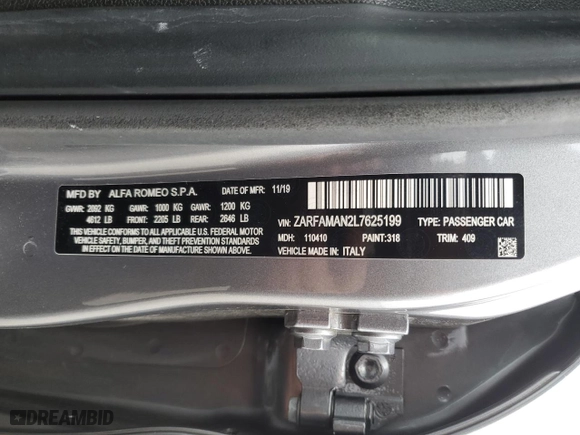 MFD BY ALFA ROMEO S.P.A. DATE OF MFR: 11/19
GVWR: 2092 KG GAWR: 1000 KG GAWR: 1200 KG
4612 LB FRONT: 2205 LB REAR: 2646 LB
THIS VEHICLE CONFORMS TO ALL APPLICABLE U.S. FEDERAL MOTOR
VEHICLE SAFETY, BUMPER, AND THEFT PREVENTION STANDARDS
IN EFFECT ON THE DATE OF MANUFACTURE SHOWN ABOVE.
VIN: ZARFAMAN2L7625199 TYPE: PASSENGER CAR
MDH: 110410 PAINT: 318 TRIM: 409
VEHICLE MADE IN: ITALY
DREAMBID